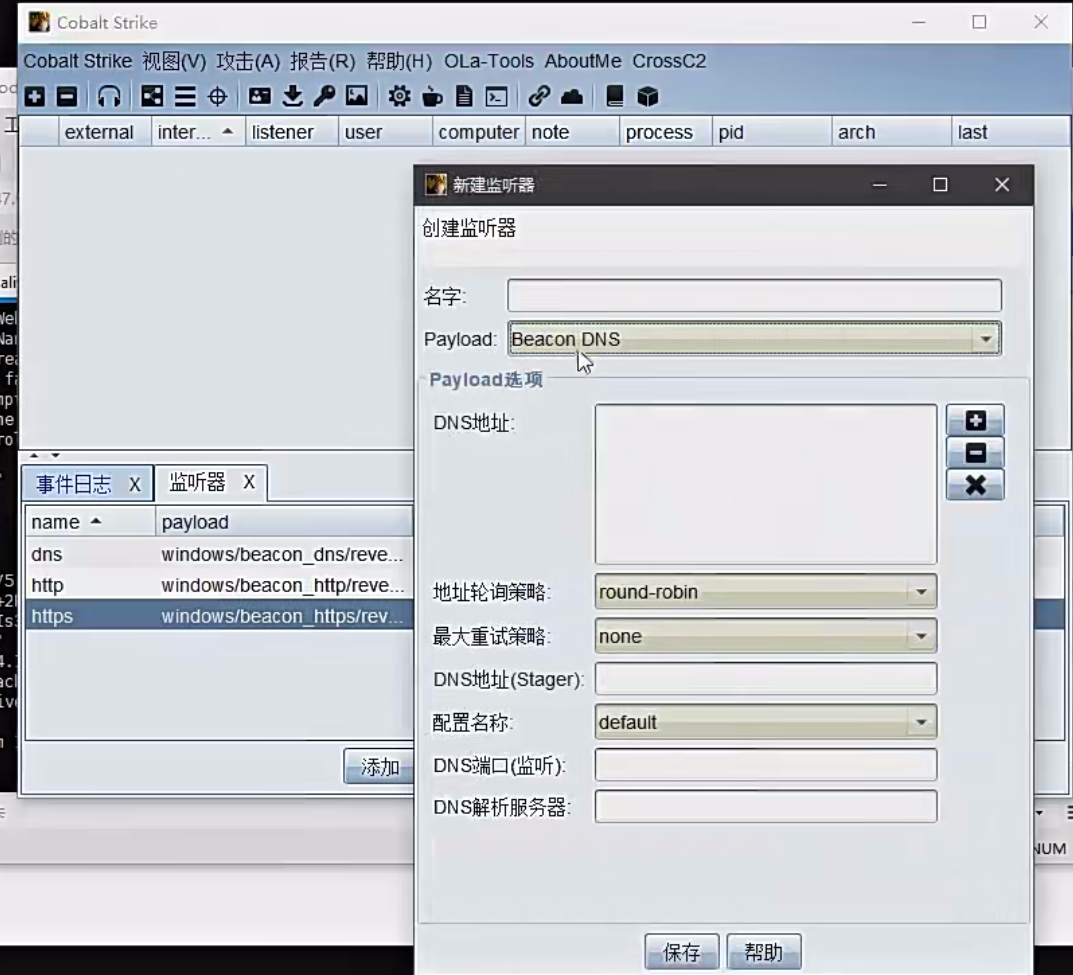 Cobalt Strike
Cobalt Strike 视图(V) 攻击(A) 报告(R) 帮助(H) OLa-Tools AboutMe CrossC2
external inter... listener user computer note process pid arch last
新建监听器
创建监听器
名字:
Payload: Beacon DNS
Payload选项
DNS地址:
地址轮询策略: round-robin
最大重试策略: none
DNS地址(Stager):
配置名称: default
DNS端口(监听):
DNS解析服务器:
保存 帮助
事件日志 X 监听器 X
name payload
dns windows/beacon_dns/reve...
http windows/beacon_http/reve...
https windows/beacon_https/rev...
添加
NUM